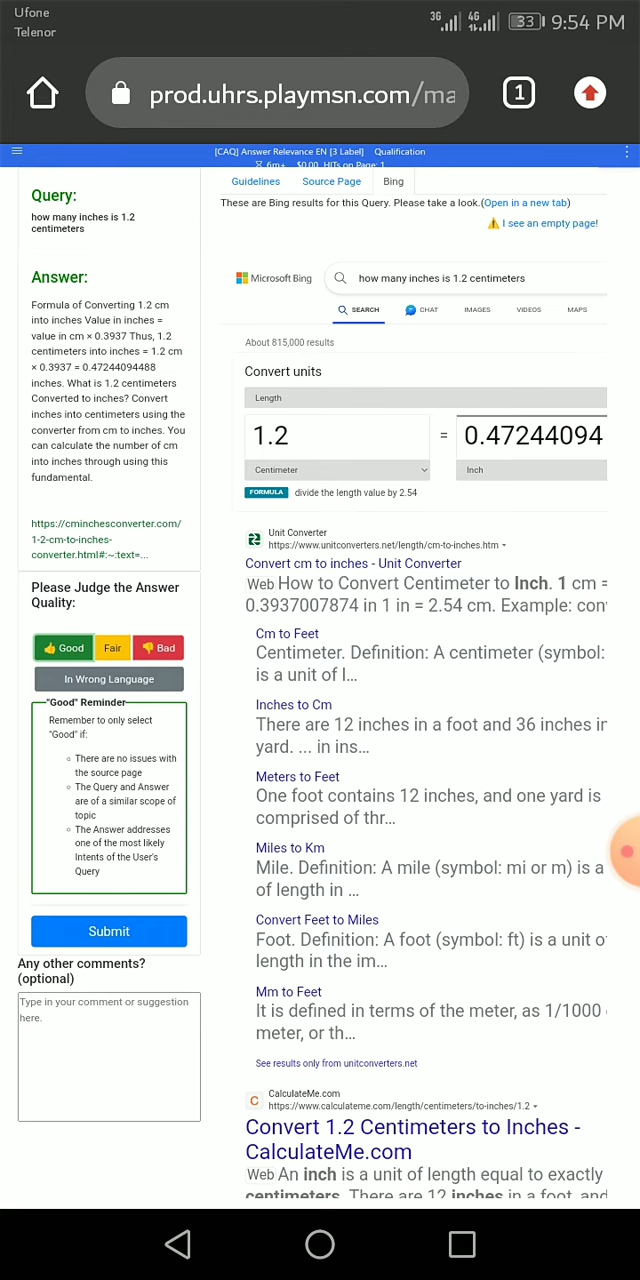 Ufone
Telenor
3G 4G 33 9:54 PM
prod.uhrs.playmsn.com/ma
1
[CAQ] Answer Relevance EN [3 Label] Qualification
6m+ $0.00 HITs on Page: 1
Query:
how many inches is 1.2
centimeters
Answer:
Formula of Converting 1.2 cm
into inches Value in inches =
value in cm × 0.3937 Thus, 1.2
centimeters into inches = 1.2 cm
× 0.3937 = 0.47244094488
inches. What is 1.2 centimeters
Converted to inches? Convert
inches into centimeters using the
converter from cm to inches. You
can calculate the number of cm
into inches through using this
fundamental.
https://cminchesconverter.com/
1-2-cm-to-inches-
converter.html#:~:text=...
Please Judge the Answer
Quality:
Good Fair Bad
In Wrong Language
"Good" Reminder
Remember to only select
"Good" if:
There are no issues with
the source page
The Query and Answer
are of a similar scope of
topic
The Answer addresses
one of the most likely
Intents of the User's
Query
Submit
Any other comments?
(optional)
Type in your comment or suggestion
here.
Guidelines Source Page Bing
These are Bing results for this Query. Please take a look.(Open in a new tab)
I see an empty page!
Microsoft Bing
how many inches is 1.2 centimeters
SEARCH CHAT IMAGES VIDEOS MAPS
About 815,000 results
Convert units
Length
1.2 = 0.47244094
Centimeter Inch
FORMULA divide the length value by 2.54
Unit Converter
https://www.unitconverters.net/length/cm-to-inches.htm
Convert cm to inches - Unit Converter
Web How to Convert Centimeter to Inch. 1 cm =
0.3937007874 in 1 in = 2.54 cm. Example: con
Cm to Feet
Centimeter. Definition: A centimeter (symbol:
is a unit of l...
Inches to Cm
There are 12 inches in a foot and 36 inches in
yard. ... in ins...
Meters to Feet
One foot contains 12 inches, and one yard is
comprised of thr...
Miles to Km
Mile. Definition: A mile (symbol: mi or m) is a
of length in ...
Convert Feet to Miles
Foot. Definition: A foot (symbol: ft) is a unit o
length in the im...
Mm to Feet
It is defined in terms of the meter, as 1/1000
meter, or th...
See results only from unitconverters.net
C CalculateMe.com
https://www.calculateme.com/length/centimeters/to-inches/1.2
Convert 1.2 Centimeters to Inches -
CalculateMe.com
Web An inch is a unit of length equal to exactly
centimeters. There are 12 inches in a foot, and